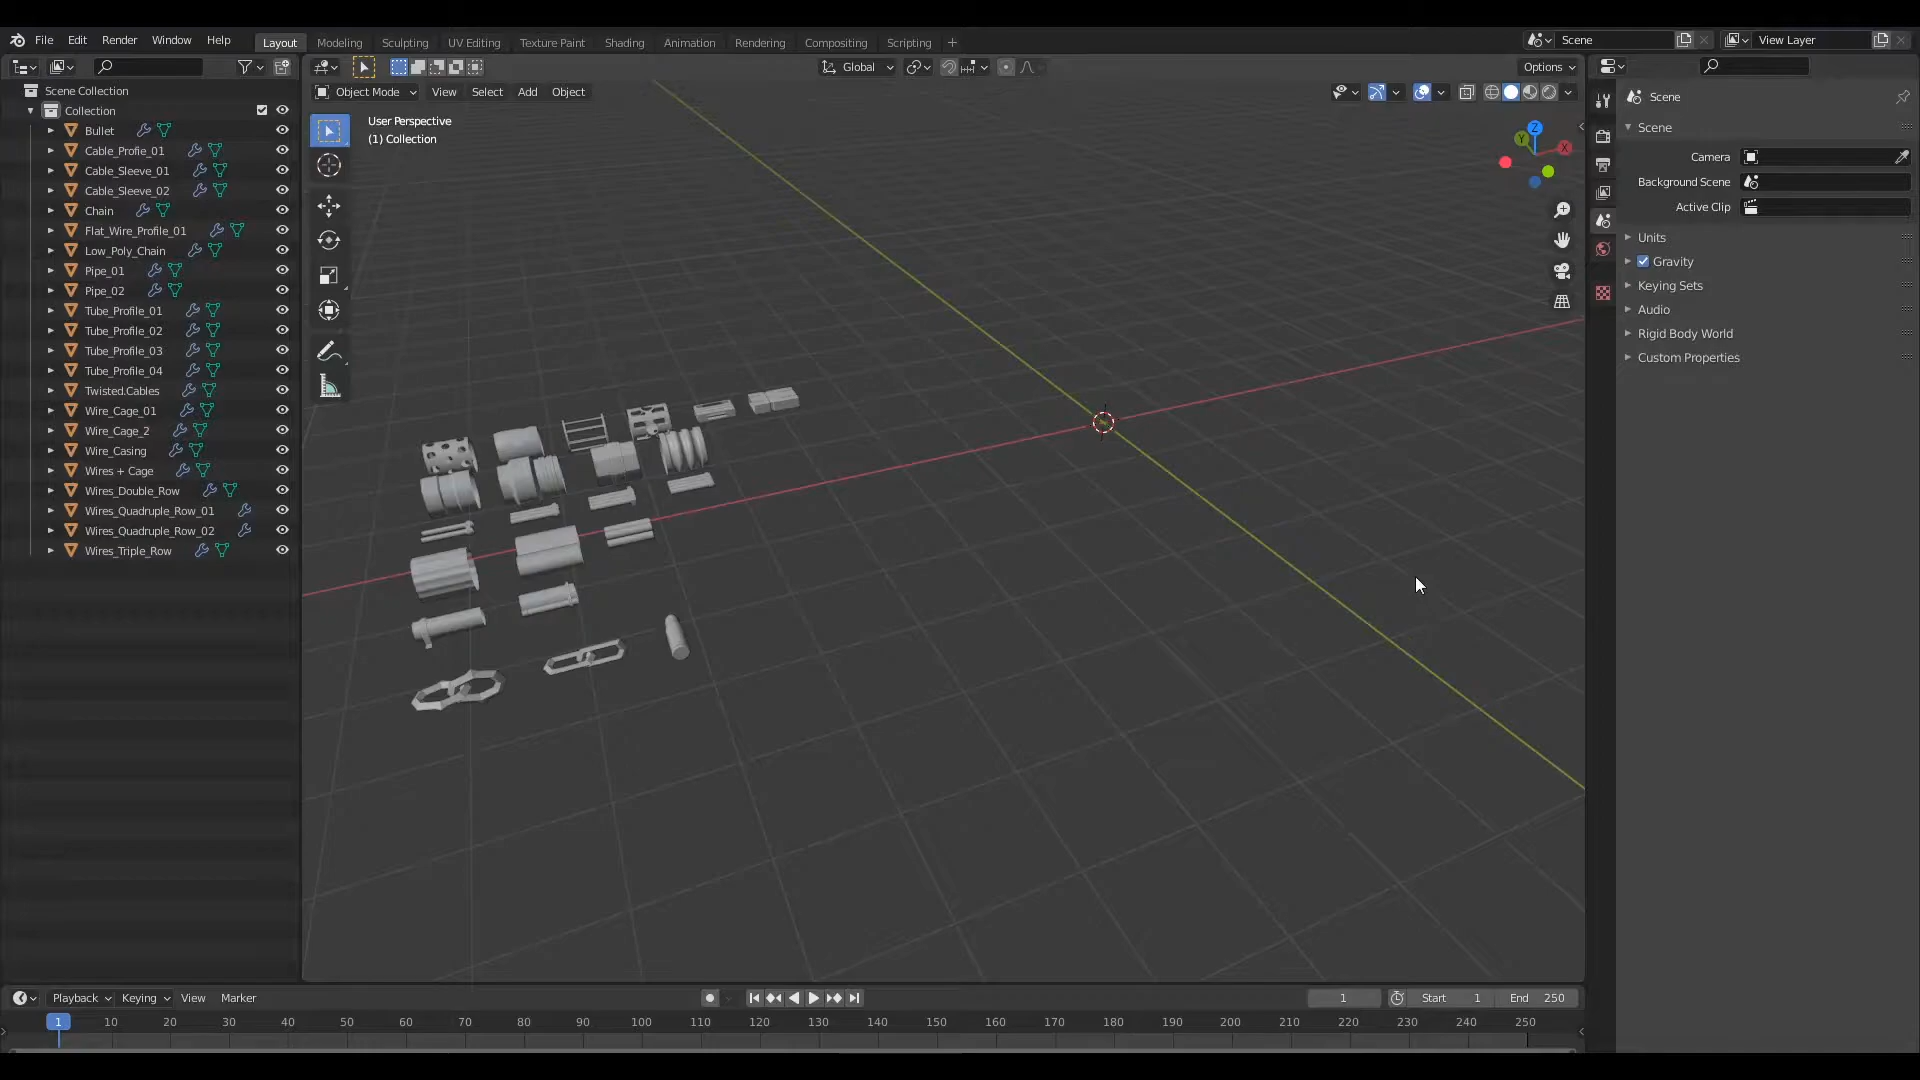 File Edit Render Window Help Layout Modeling Sculpting UV Editing Texture Paint Shading Animation Rendering Compositing Scripting + Scene View Layer
Global Options
Object Mode View Select Add Object
User Perspective
(1) Collection
Z
Y
X
Scene Collection
Collection
Bullet
Cable_Profie_01
Cable_Sleeve_01
Cable_Sleeve_02
Chain
Flat_Wire_Profile_01
Low_Poly_Chain
Pipe_01
Pipe_02
Tube_Profile_01
Tube_Profile_02
Tube_Profile_03
Tube_Profile_04
Twisted.Cables
Wire_Cage_01
Wire_Cage_2
Wire_Casing
Wires + Cage
Wires_Double_Row
Wires_Quadruple_Row_01
Wires_Quadruple_Row_02
Wires_Triple_Row
Scene
Scene
Camera
Background Scene
Active Clip
Units
Gravity
Keying Sets
Audio
Rigid Body World
Custom Properties
Playback Keying View Marker 1 Start 1 End 250
1 10 20 30 40 50 60 70 80 90 100 110 120 130 140 150 160 170 180 190 200 210 220 230 240 250